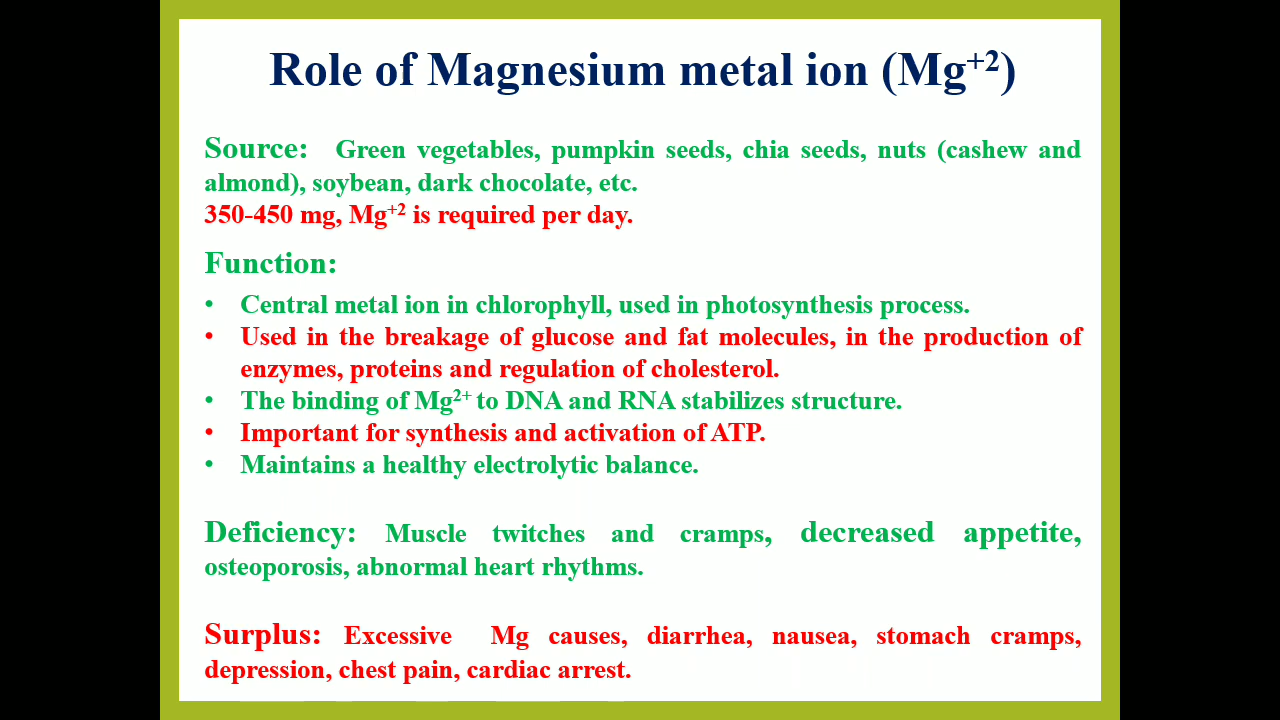 Role of Magnesium metal ion (Mg⁺²)
Source: Green vegetables, pumpkin seeds, chia seeds, nuts (cashew and
almond), soybean, dark chocolate, etc.
350-450 mg, Mg⁺² is required per day.
Function:
• Central metal ion in chlorophyll, used in photosynthesis process.
• Used in the breakage of glucose and fat molecules, in the production of
enzymes, proteins and regulation of cholesterol.
• The binding of Mg²⁺ to DNA and RNA stabilizes structure.
• Important for synthesis and activation of ATP.
• Maintains a healthy electrolytic balance.
Deficiency: Muscle twitches and cramps, decreased appetite,
osteoporosis, abnormal heart rhythms.
Surplus: Excessive Mg causes, diarrhea, nausea, stomach cramps,
depression, chest pain, cardiac arrest.